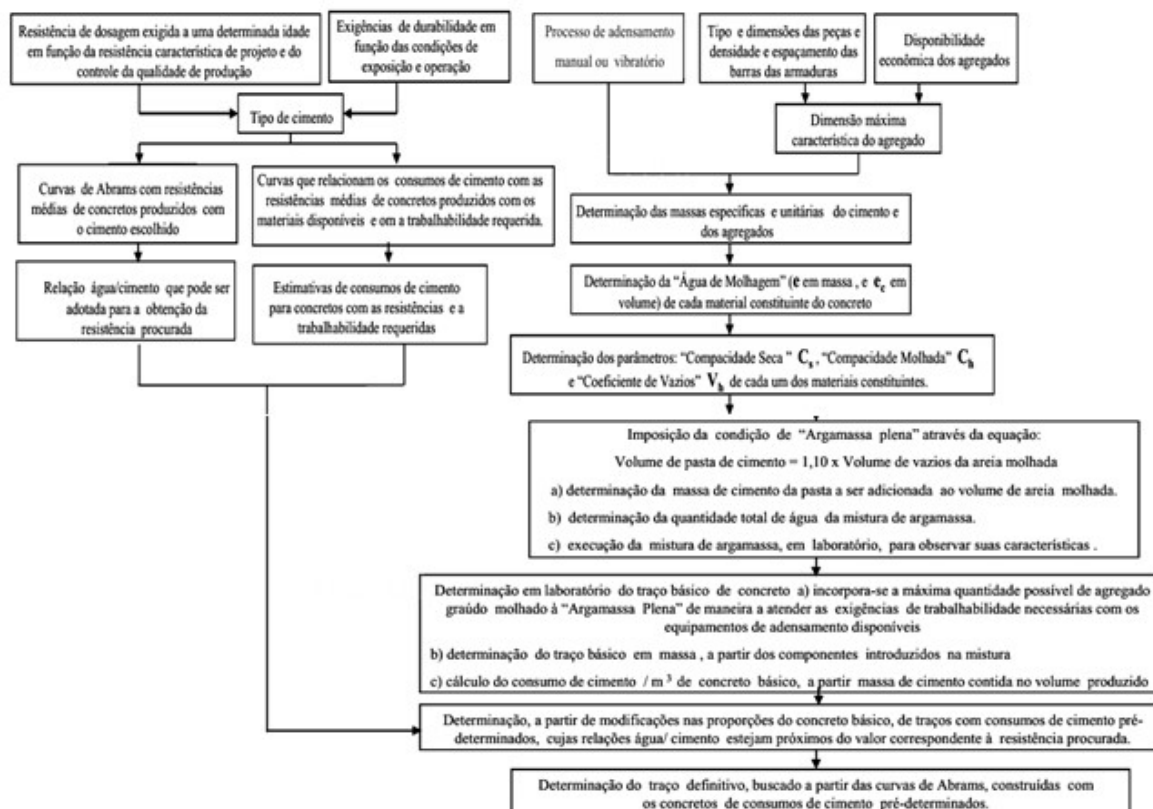 Resistência de dosagem exigida a uma determinada idade
em função da resistência característica de projeto e do
controle da qualidade de produção
Exigências de durabilidade em
função das condições de
exposição e operação
Processo de adensamento
manual ou vibratório
Tipo e dimensões das peças e
densidade e espaçamento das
barras das armaduras
Disponibilidade
econômica dos agregados
Tipo de cimento
Dimensão máxima
característica do agregado
Curvas de Abrams com resistências
médias de concretos produzidos com
o cimento escolhido
Curvas que relacionam os consumos de cimento com as
resistências médias de concretos produzidos com os
materiais disponíveis e om a trabalhabilidade requerida.
Determinação das massas específicas e unitárias do cimento e
dos agregados
Relação água/cimento que pode ser
adotada para a obtenção da
resistência procurada
Estimativas de consumos de cimento
para concretos com as resistências e a
trabalhabilidade requeridas
Determinação da “Água de Molhagem” (e em massa , e e_c em
volume) de cada material constituinte do concreto
Determinação dos parâmetros: “Compacidade Seca ” C_s , “Compacidade Molhada” C_h
e “Coeficiente de Vazios” V_h de cada um dos materiais constituintes.
Imposição da condição de “Argamassa plena” através da equação:
Volume de pasta de cimento = 1,10 x Volume de vazios da areia molhada
a) determinação da massa de cimento da pasta a ser adicionada ao volume de areia molhada.
b) determinação da quantidade total de água da mistura de argamassa.
c) execução da mistura de argamassa, em laboratório, para observar suas características .
Determinação em laboratório do traço básico de concreto a) incorpora-se a máxima quantidade possível de agregado
graúdo molhado à “Argamassa Plena” de maneira a atender as exigências de trabalhabilidade necessárias com os
equipamentos de adensamento disponíveis
b) determinação do traço básico em massa , a partir dos componentes introduzidos na mistura
c) cálculo do consumo de cimento / m³ de concreto básico, a partir massa de cimento contida no volume produzido
Determinação, a partir de modificações nas proporções do concreto básico, de traços com consumos de cimento pré-
determinados, cujas relações água/ cimento estejam próximos do valor correspondente à resistência procurada.
Determinação do traço definitivo, buscado a partir das curvas de Abrams, construídas com
os concretos de consumos de cimento pré-determinados.